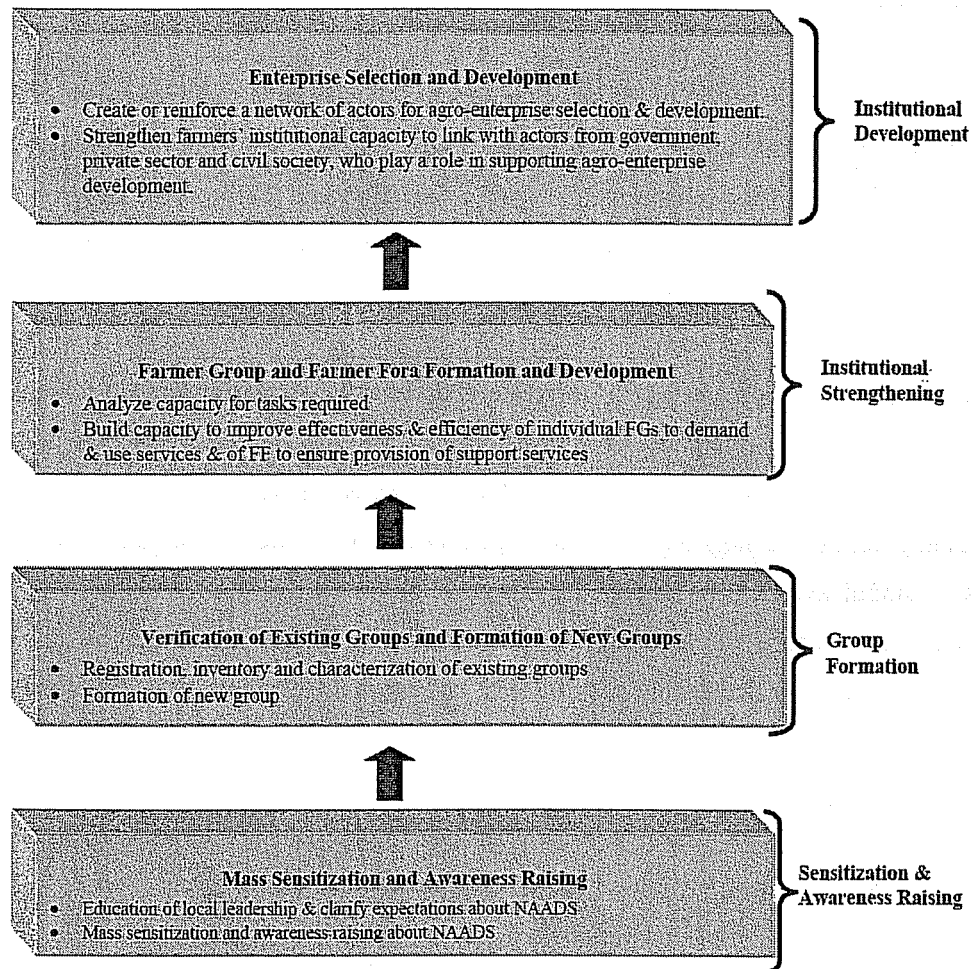 Enterprise Selection and Development
• Create or reinforce a network of actors for agro-enterprise selection & development.
• Strengthen farmers' institutional capacity to link with actors from government,
private sector and civil society, who play a role in supporting agro-enterprise
development.
Institutional
Development
Farmer Group and Farmer Fora Formation and Development
• Analyze capacity for tasks required
• Build capacity to improve effectiveness & efficiency of individual FGs to demand
& use services & of FF to ensure provision of support services
Institutional
Strengthening
Verification of Existing Groups and Formation of New Groups
• Registration, inventory and characterization of existing groups
• Formation of new group
Group
Formation
Mass Sensitization and Awareness Raising
• Education of local leadership & clarify expectations about NAADS
• Mass sensitization and awareness raising about NAADS
Sensitization &
Awareness Raising